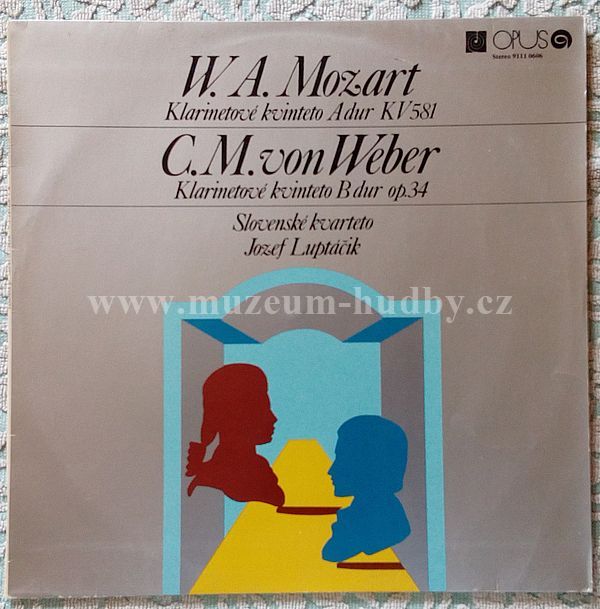 OPUS
Stereo 9111 0606
W. A. Mozart
Klarinetové kvinteto A dur KV 581
C. M. von Weber
Klarinetové kvinteto B dur op. 34
Slovenské kvarteto
Jozef Luptáčik
www.muzeum-hudby.cz